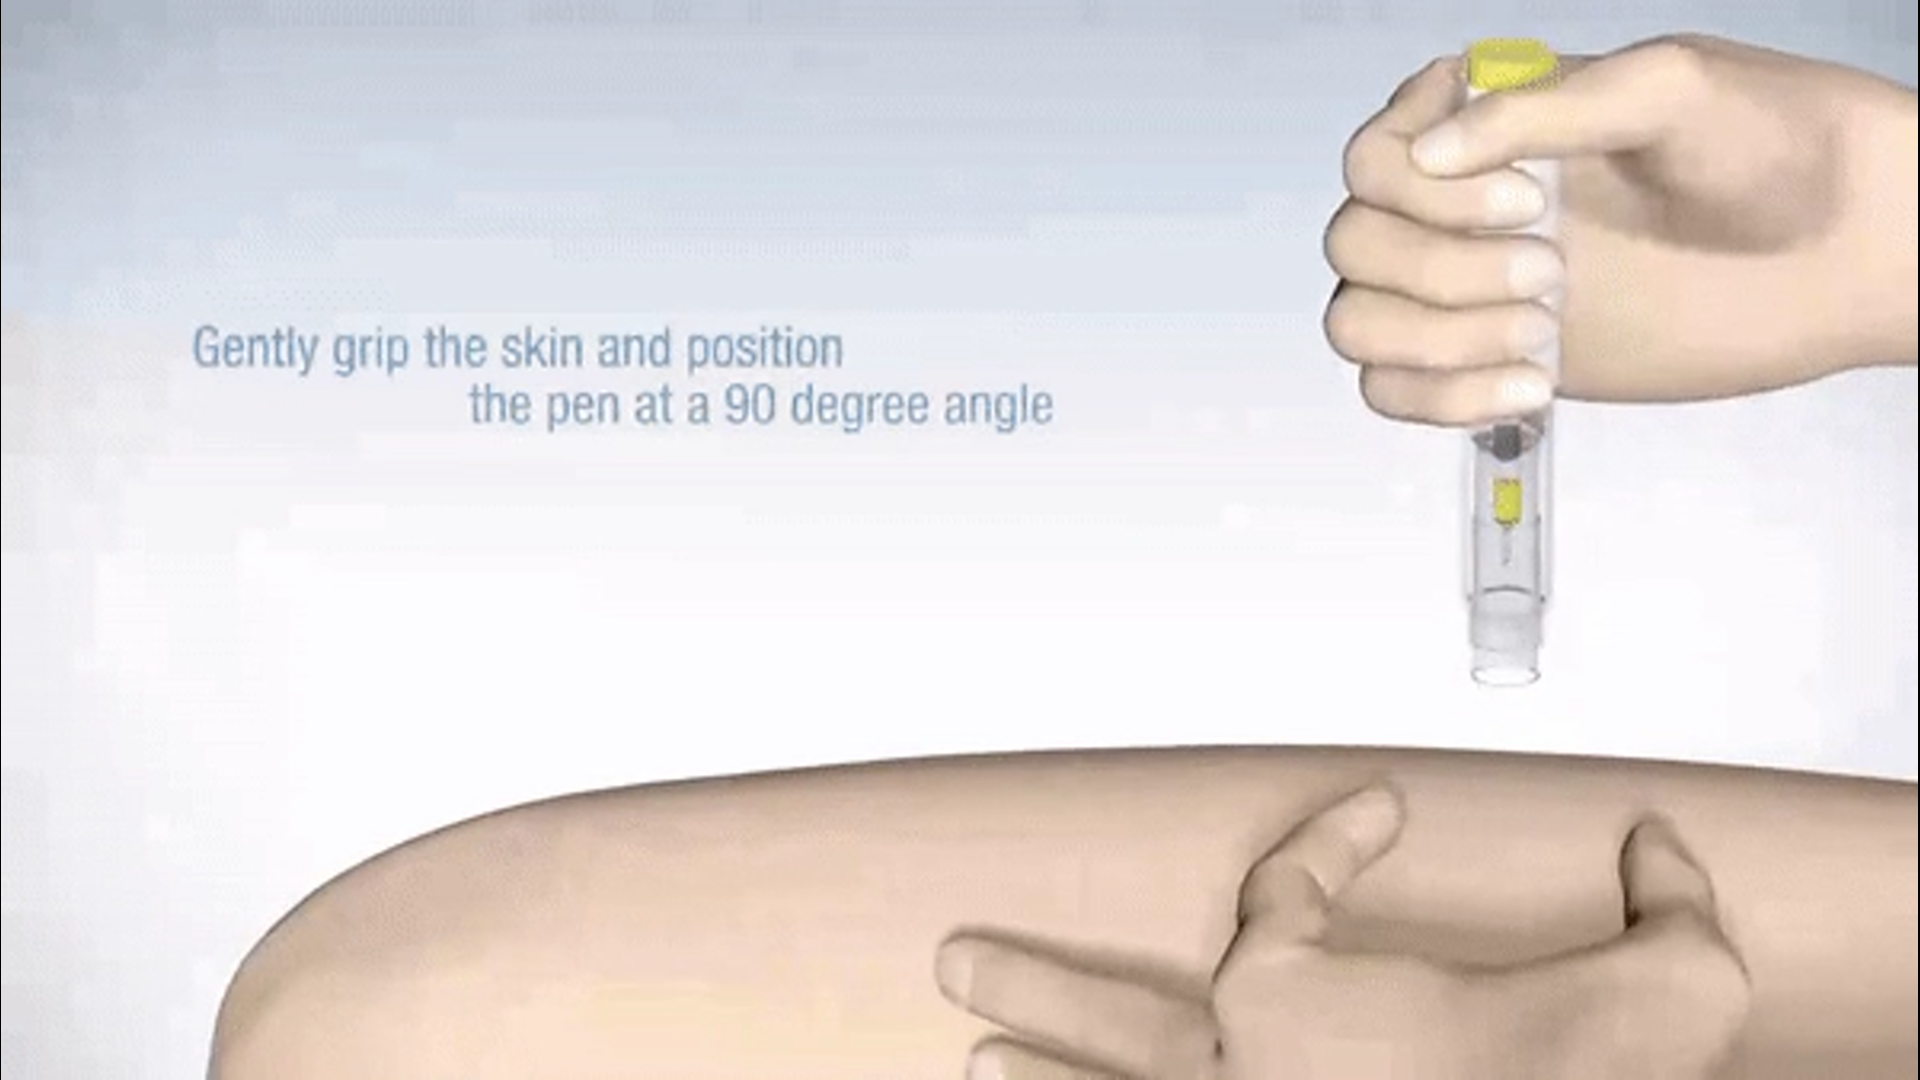 Gently grip the skin and position
the pen at a 90 degree angle